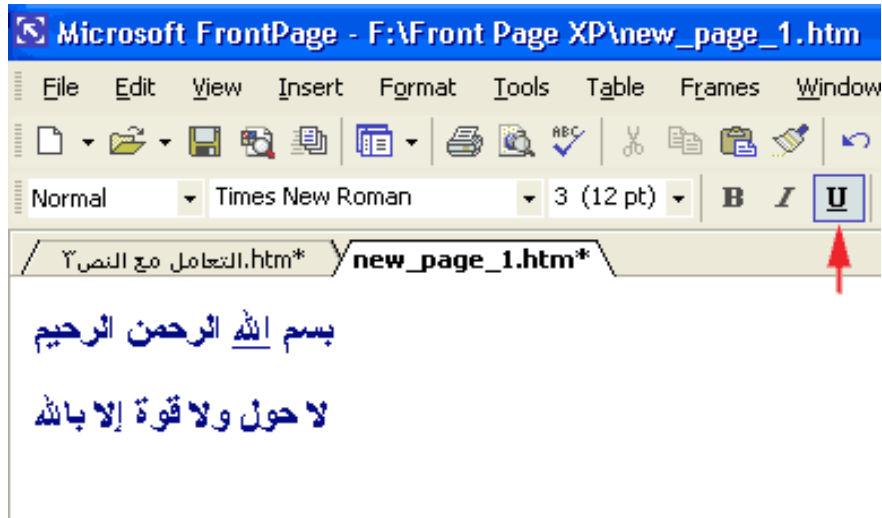 Microsoft FrontPage - F:\Front Page XP\new_page_1.htm
File Edit View Insert Format Tools Table Frames Window
ABC
Normal Times New Roman 3 (12 pt) B I U
التعامل مع النص٣.htm* new_page_1.htm*
بسم الله الرحمن الرحيم
لا حول ولا قوة إلا بالله